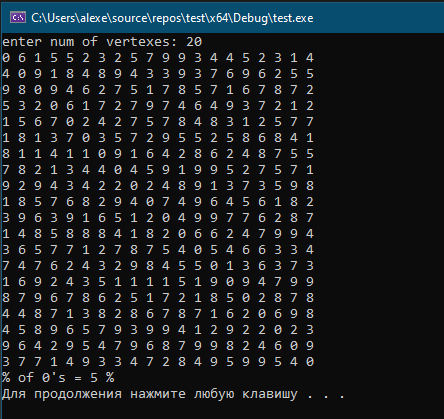 C:\Users\alexe\source\repos\test\x64\Debug\test.exe
enter num of vertexes: 20
0 6 1 5 5 2 3 2 5 7 9 9 3 4 4 5 2 3 1 4
4 0 9 1 8 4 8 9 4 3 3 9 3 7 6 9 6 2 5 5
9 8 0 9 4 6 2 7 5 1 7 8 5 7 1 6 7 8 7 2
5 3 2 0 6 1 7 2 7 9 7 4 6 4 9 3 7 2 1 2
1 5 6 7 0 2 4 2 7 5 7 8 4 8 3 1 2 5 7 7
1 8 1 3 7 0 3 5 7 2 9 5 5 2 5 8 6 8 4 1
8 1 1 4 1 1 0 9 1 6 4 2 8 6 2 4 8 7 5 5
7 8 2 1 3 4 4 0 4 5 9 1 9 9 5 2 7 5 7 1
9 2 9 4 3 4 2 2 0 2 4 8 9 1 3 7 3 5 9 8
1 8 5 7 6 8 2 9 4 0 7 4 9 6 4 5 6 1 8 2
3 9 6 3 9 1 6 5 1 2 0 4 9 9 7 7 6 2 8 7
1 4 8 5 8 8 8 4 1 8 2 0 6 6 2 4 7 9 9 4
3 6 5 7 7 1 2 7 8 7 5 4 0 5 4 6 6 3 3 4
7 4 7 6 2 4 3 2 9 8 4 5 5 0 1 3 6 3 7 3
1 6 9 2 4 3 5 1 1 1 1 5 1 9 0 9 4 7 9 9
8 7 9 6 7 8 6 2 5 1 7 2 1 8 5 0 2 8 7 8
4 4 8 7 1 3 8 2 8 6 7 8 7 1 6 2 0 6 9 8
4 5 8 9 6 5 7 9 3 9 9 4 1 2 9 2 2 0 2 3
9 6 4 2 9 5 4 7 9 6 8 7 9 9 8 2 4 6 0 9
3 7 7 1 4 9 3 3 4 7 2 8 4 9 5 9 9 5 4 0
% of 0's = 5 %
Для продолжения нажмите любую клавишу . . .